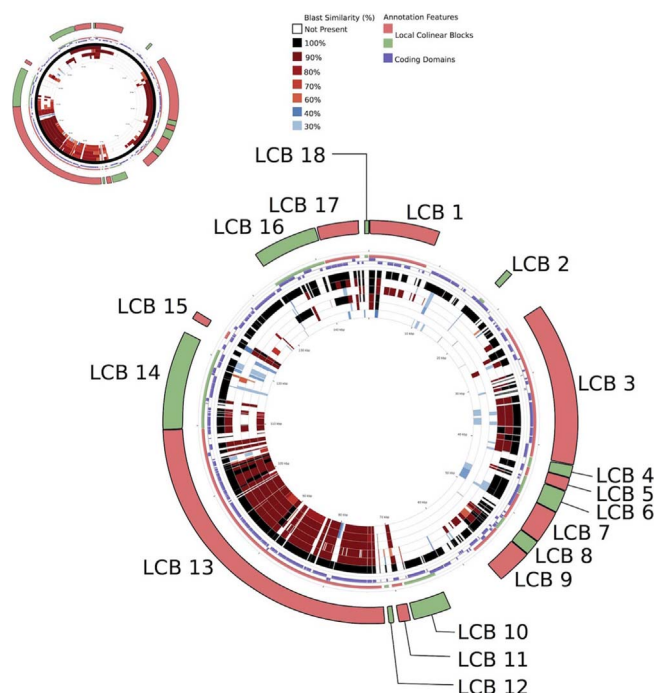 Blast Similarity (%)
Not Present
100%
90%
80%
70%
60%
40%
30%
Annotation Features
Local Colinear Blocks
Coding Domains
LCB 18
LCB 17
LCB 1
LCB 16
LCB 2
LCB 15
LCB 3
LCB 14
LCB 4
LCB 5
LCB 6
LCB 7
LCB 8
LCB 13
LCB 9
LCB 10
LCB 11
LCB 12